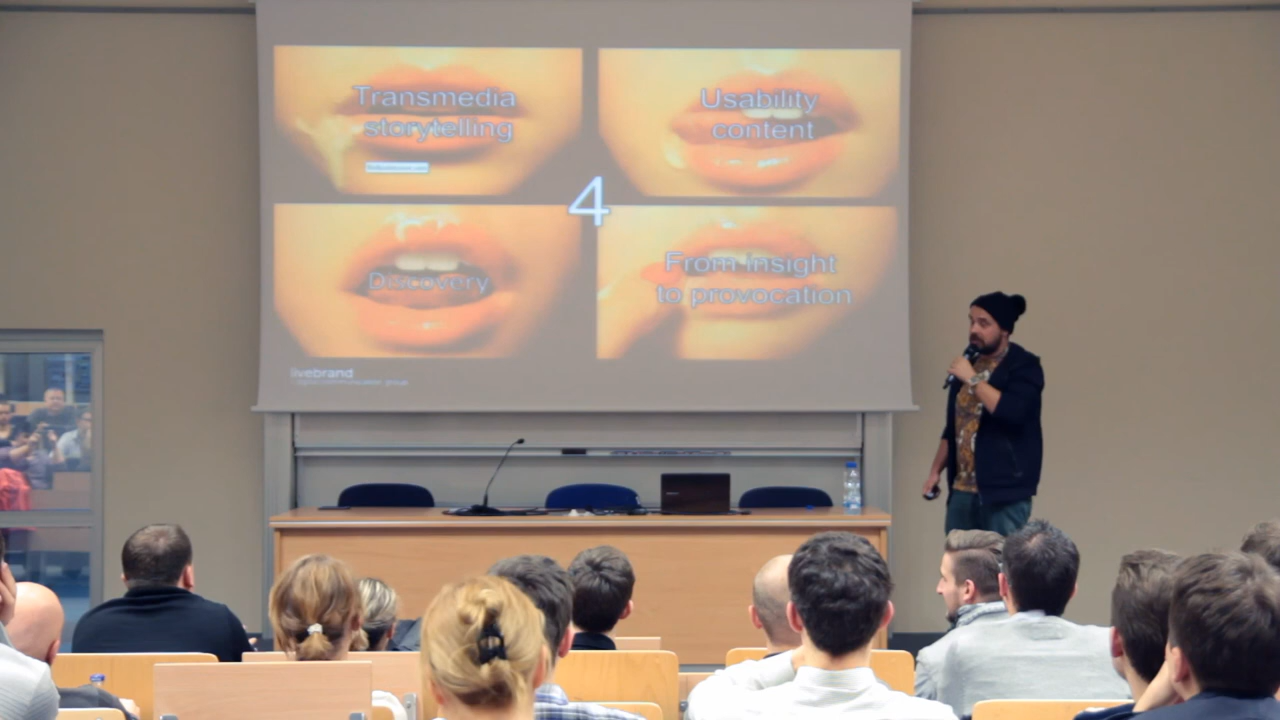 Transmedia
storytelling
Usability
content
4
Discovery
From insight
to provocation
livebrand